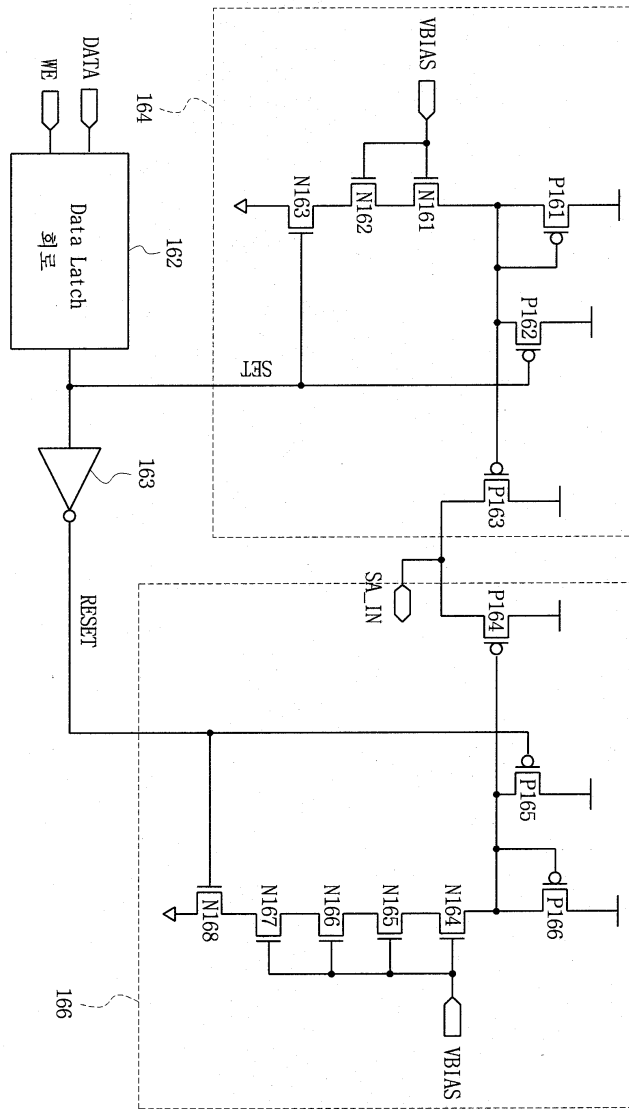 VBIAS
P161
P162
N161
N162
N163
164
DATA
WE
Data Latch
회로
162
SET
163
P163
SA_IN
P164
RESET
P165
P166
N164
N165
N166
N167
N168
VBIAS
166